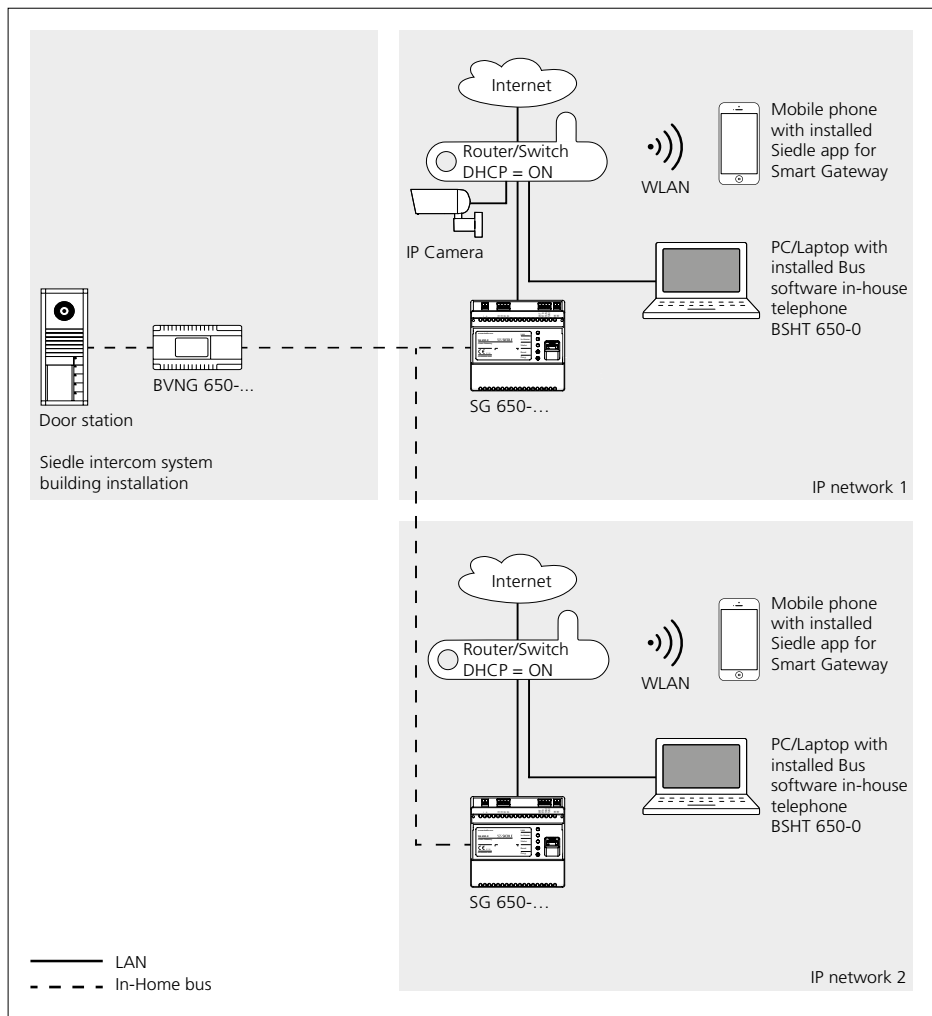 Internet
Router/Switch
DHCP = ON
WLAN
Mobile phone
with installed
Siedle app for
Smart Gateway
IP Camera
PC/Laptop with
installed Bus
software in-house
telephone
BSHT 650-0
BVNG 650-...
SG 650-...
Door station
Siedle intercom system
building installation
IP network 1
Internet
Router/Switch
DHCP = ON
WLAN
Mobile phone
with installed
Siedle app for
Smart Gateway
PC/Laptop with
installed Bus
software in-house
telephone
BSHT 650-0
SG 650-...
LAN
In-Home bus
IP network 2